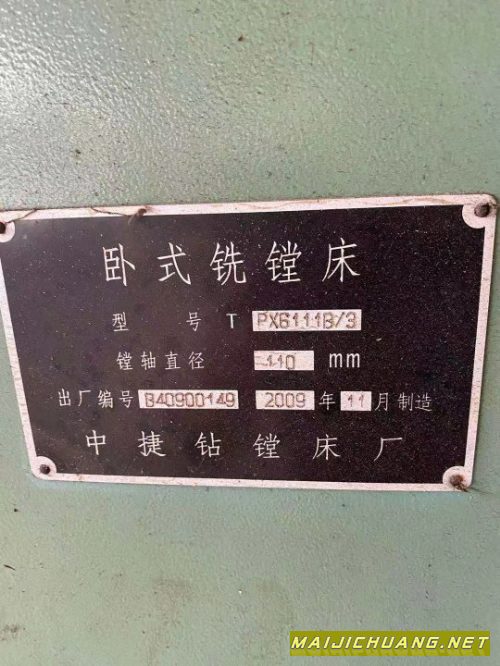 卧式铣镗床
型 号 T PX6111B/3
镗轴直径 110 mm
出厂编号 B40900149 2009 年 11 月制造
中捷钻镗床厂
MAIJICHUANG.NET